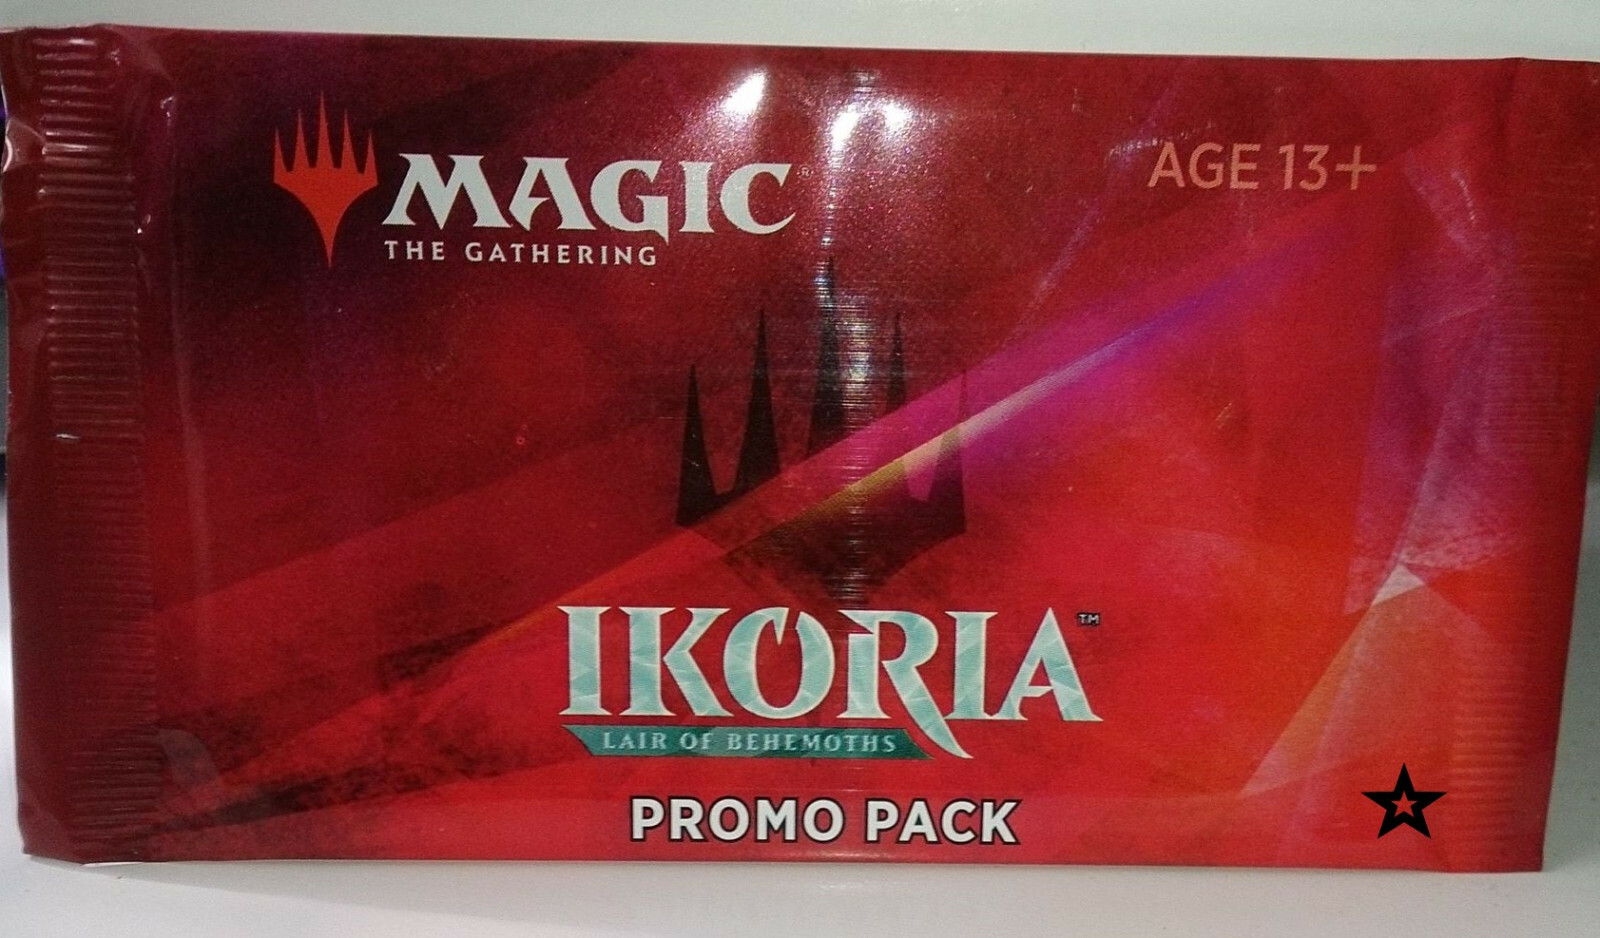 MAGIC
THE GATHERING
AGE 13+
IKORIA™
LAIR OF BEHEMOTHS
PROMO PACK